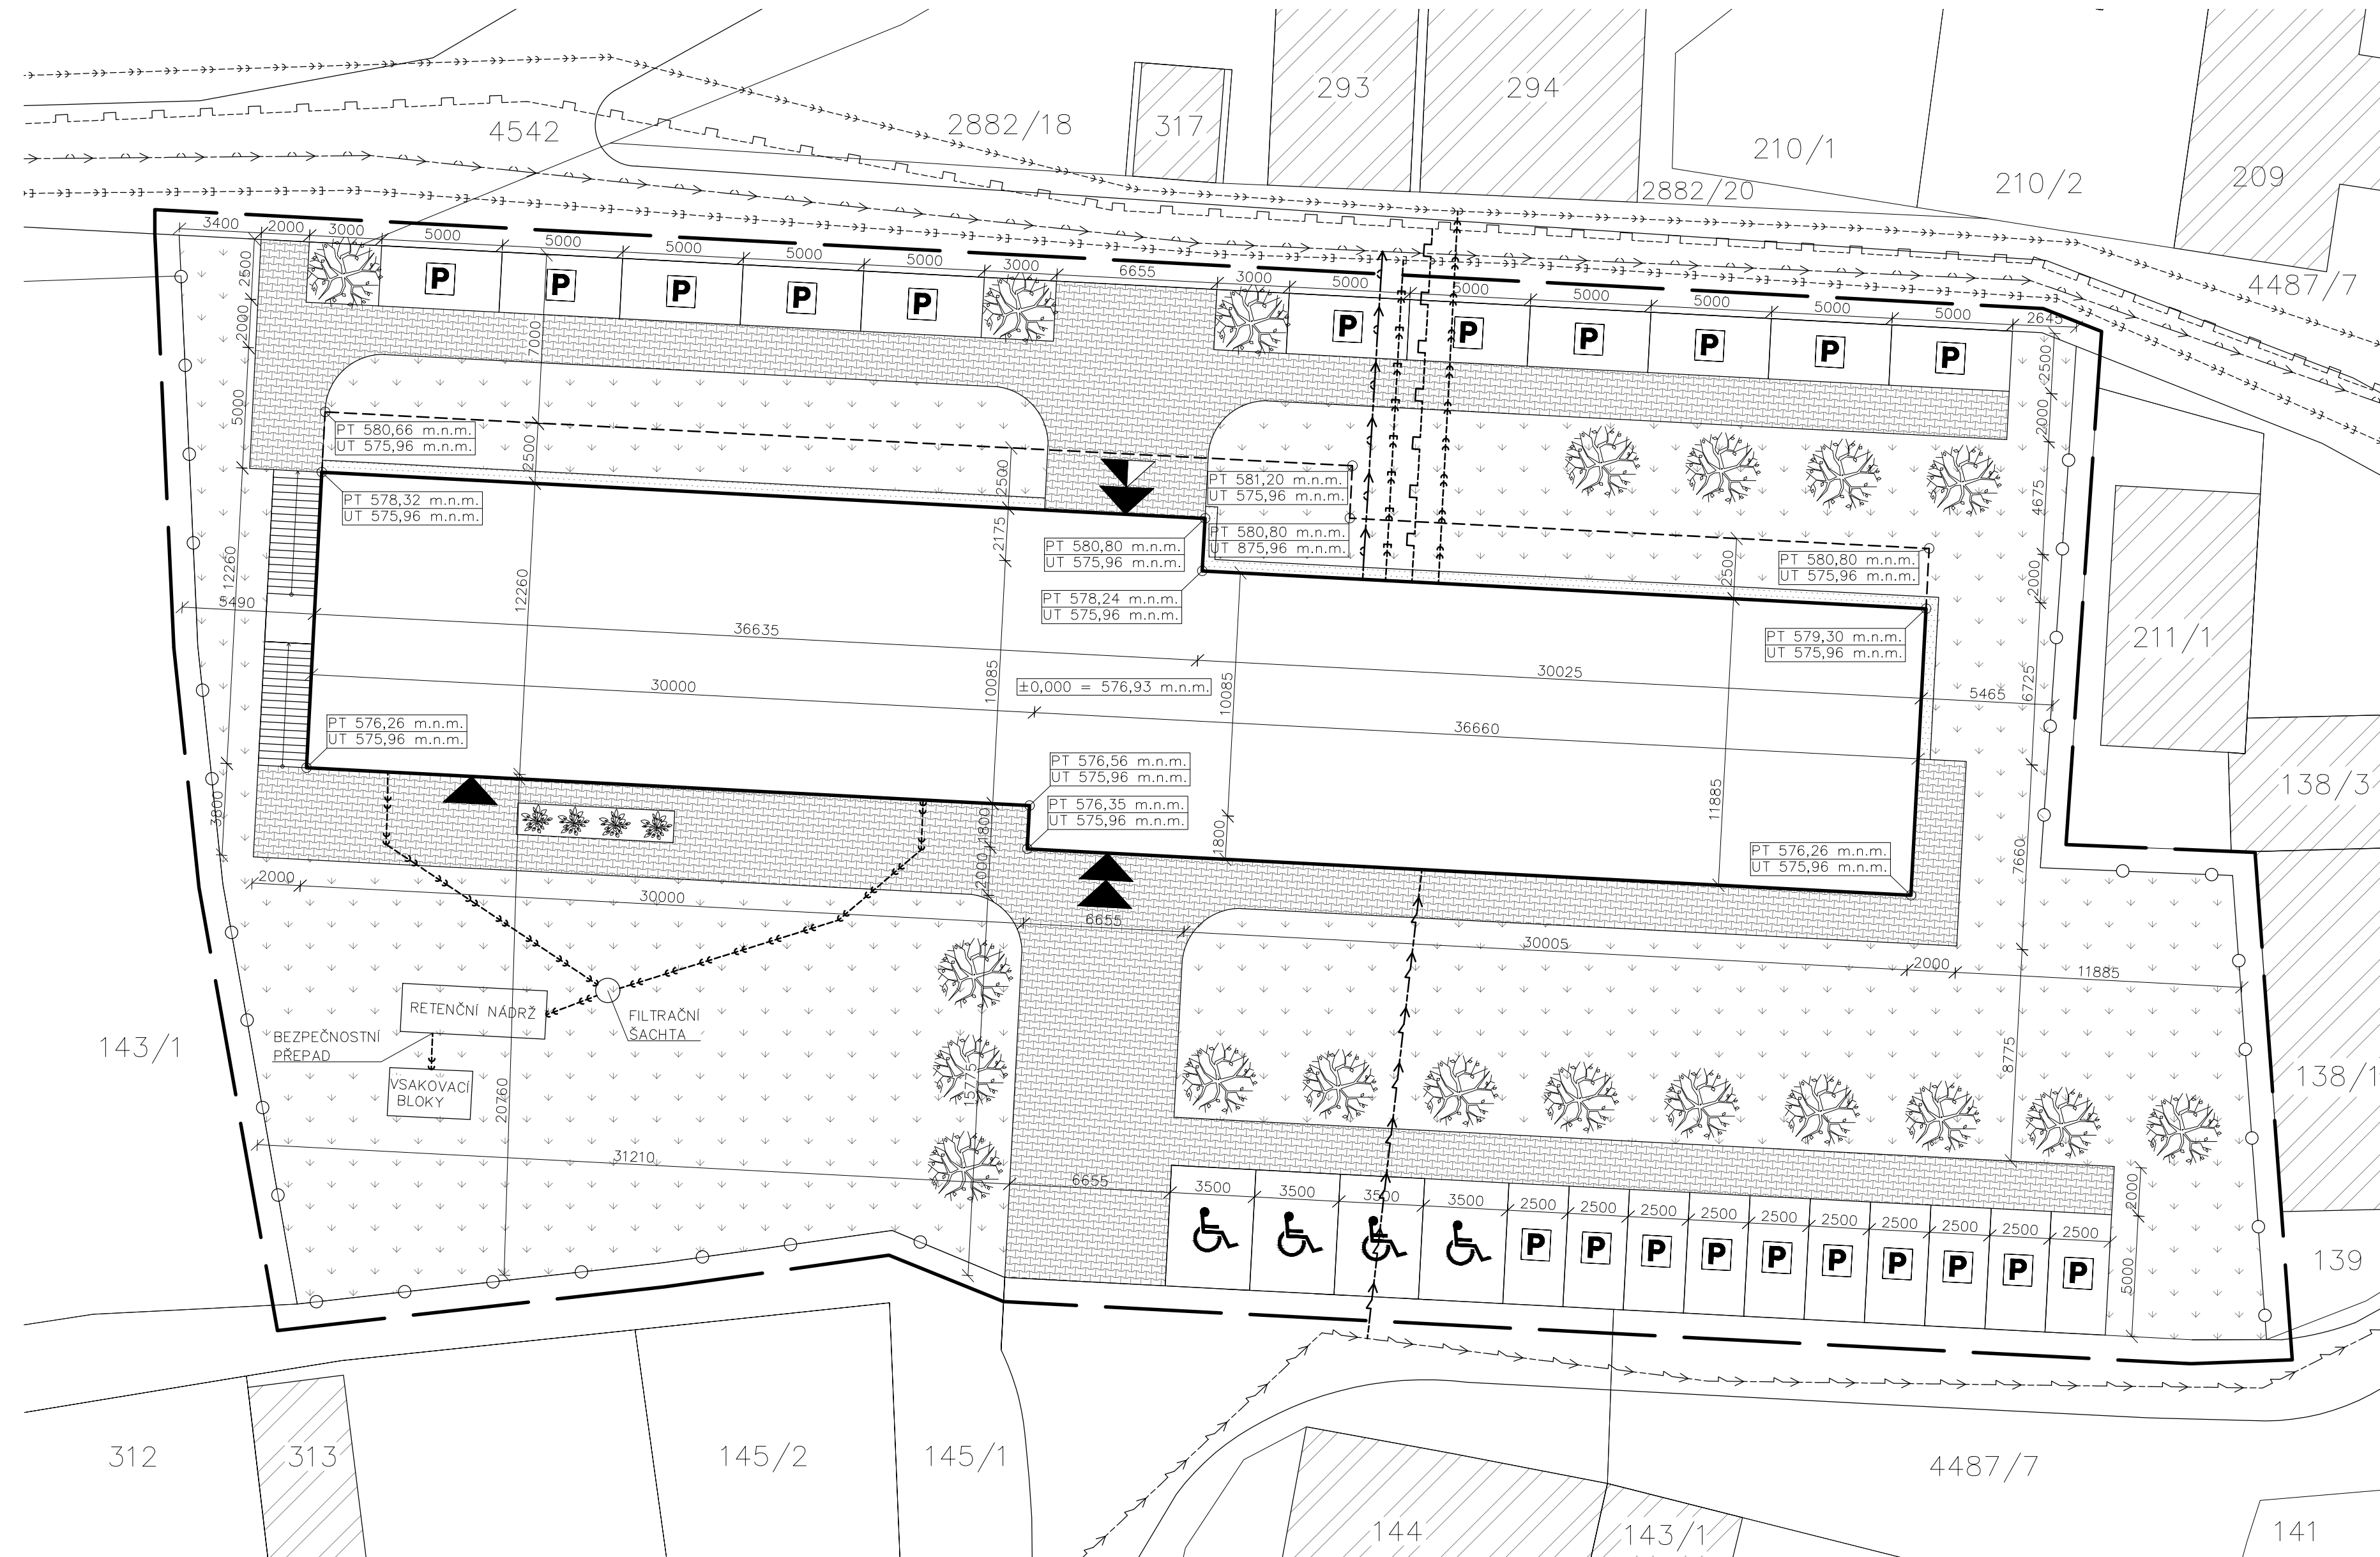 293
294
317
2882/18
4542
210/1
210/2
209
2882/20
4487/7
3400
2000
3000
5000
5000
5000
5000
5000
3000
6655
3000
5000
5000
5000
5000
5000
5000
2645
P
P
P
P
P
P
P
P
P
P
P
2500
2000
5000
7000
2500
2500
2175
2500
2000
4675
2000
2500
PT 580,66 m.n.m.
UT 575,96 m.n.m.
PT 578,32 m.n.m.
UT 575,96 m.n.m.
PT 581,20 m.n.m.
UT 575,96 m.n.m.
PT 580,80 m.n.m.
UT 875,96 m.n.m.
PT 580,80 m.n.m.
UT 575,96 m.n.m.
PT 578,24 m.n.m.
UT 575,96 m.n.m.
PT 580,80 m.n.m.
UT 575,96 m.n.m.
PT 579,30 m.n.m.
UT 575,96 m.n.m.
211/1
12260
12260
5490
36635
30000
10085
±0,000 = 576,93 m.n.m.
10085
30025
36660
5465
6725
PT 576,26 m.n.m.
UT 575,96 m.n.m.
PT 576,56 m.n.m.
UT 575,96 m.n.m.
PT 576,35 m.n.m.
UT 575,96 m.n.m.
PT 576,26 m.n.m.
UT 575,96 m.n.m.
138/3
3800
1800
2000
1800
11885
7660
2000
30000
6655
30005
2000
11885
RETENČNÍ NÁDRŽ
FILTRAČNÍ
ŠACHTA
BEZPEČNOSTNÍ
PŘEPAD
VSAKOVACÍ
BLOKY
143/1
20760
15775
8775
138/1
31210
6655
3500
3500
3500
3500
2500
2500
2500
2500
2500
2500
2500
2500
2500
2500
2000
5000
P
P
P
P
P
P
P
P
P
P
139
312
313
145/2
145/1
144
143/1
4487/7
141